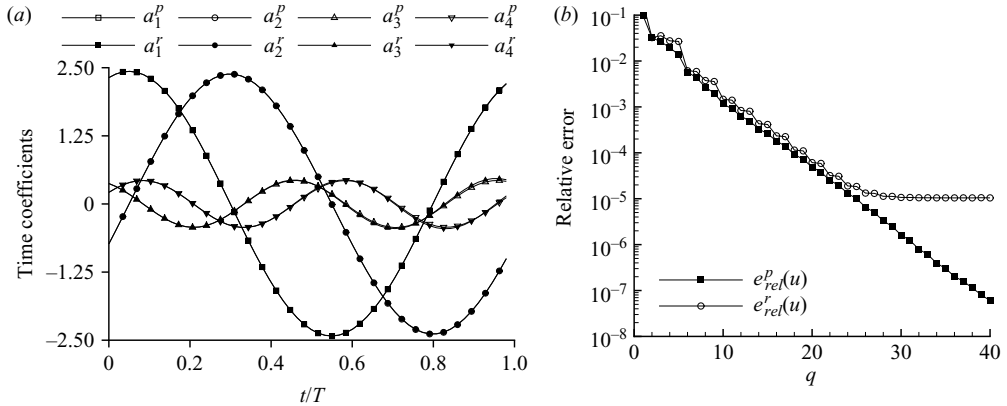 (a)
a_1^p a_2^p a_3^p a_4^p
a_1^r a_2^r a_3^r a_4^r
Time coefficients
2.50
1.25
0
−1.25
−2.50
0 0.2 0.4 0.6 0.8 1.0
t/T
(b)
Relative error
10^{-1}
10^{-2}
10^{-3}
10^{-4}
10^{-5}
10^{-6}
10^{-7}
10^{-8}
e_{rel}^p(u)
e_{rel}^r(u)
0 10 20 30 40
q